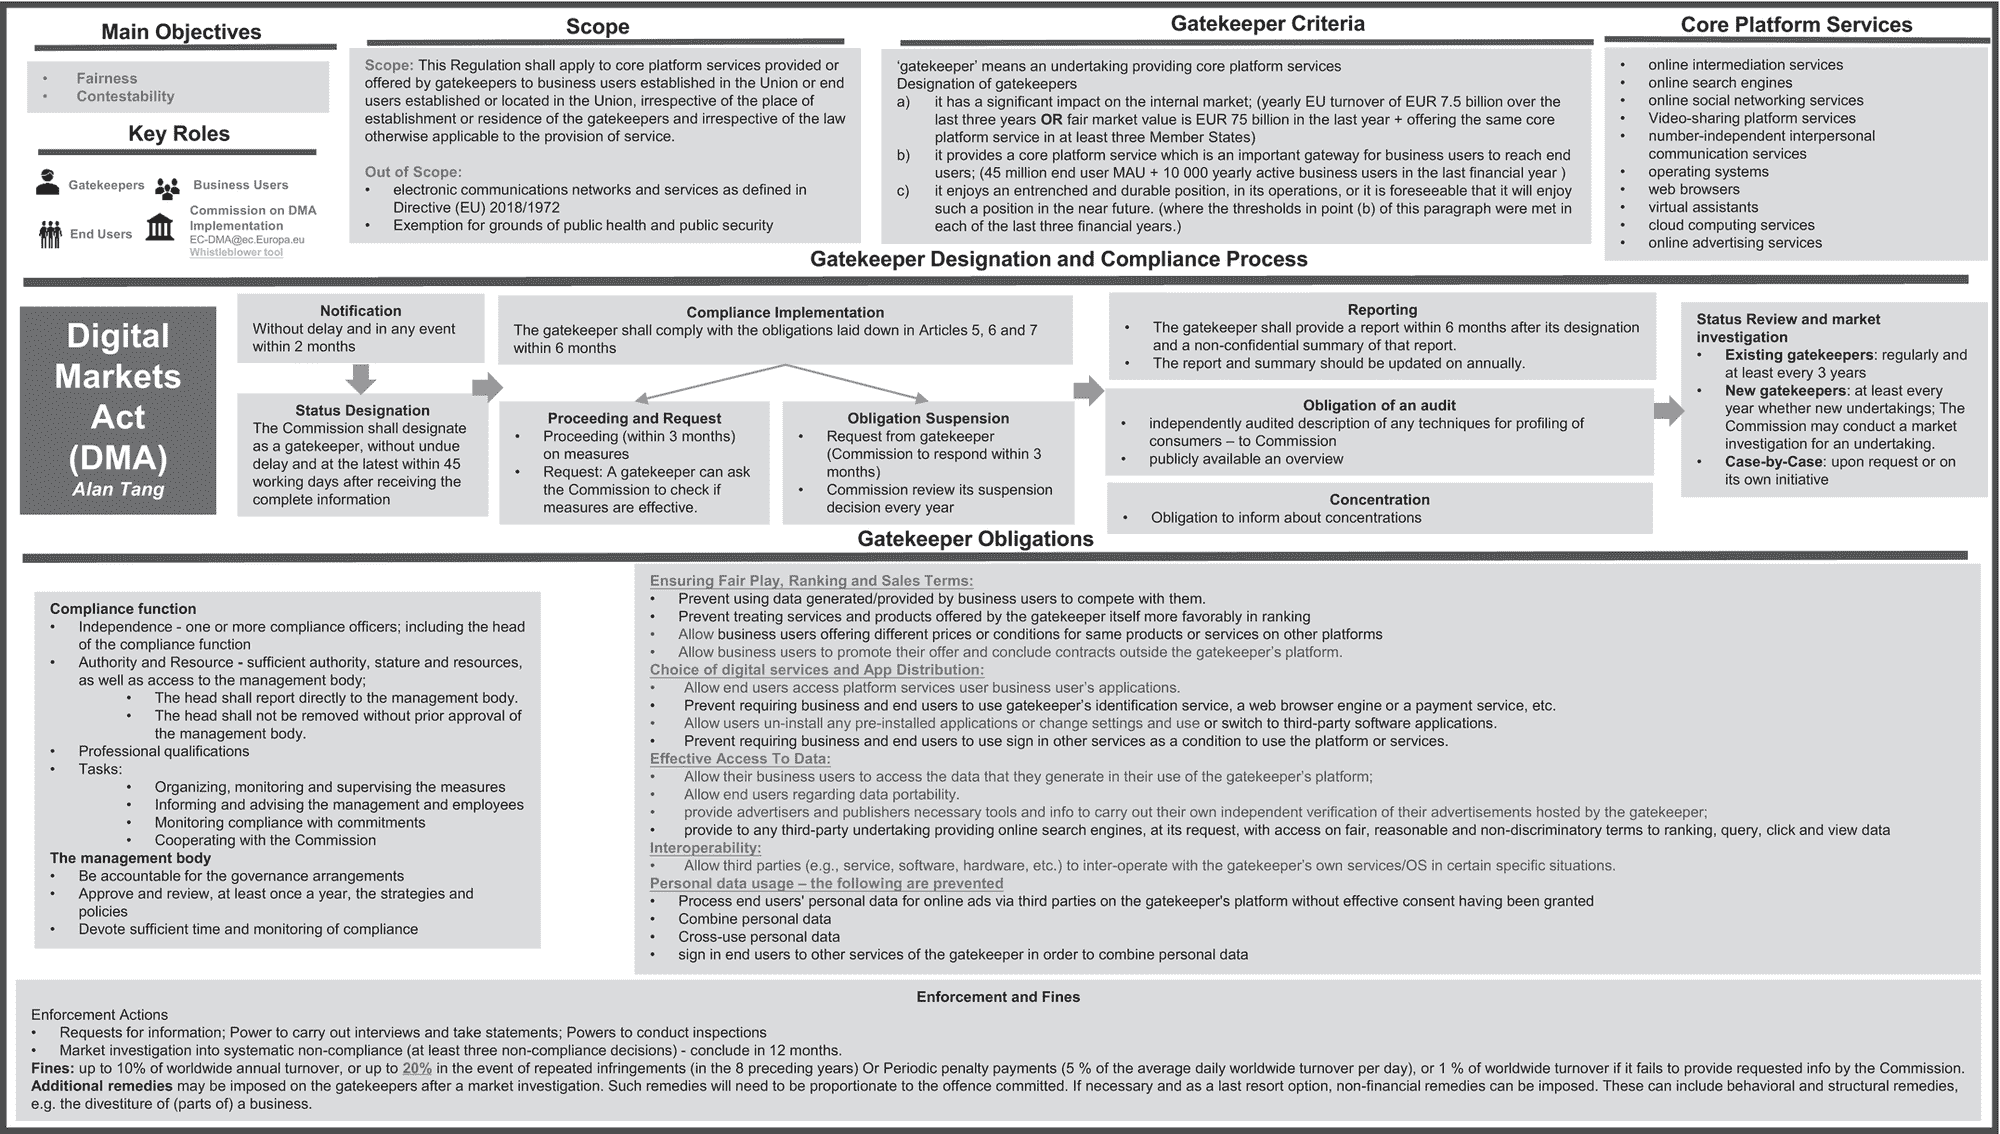 Main Objectives
• Fairness
• Contestability
Key Roles
Gatekeepers
Business Users
End Users
Commission on DMA
Implementation
EC-DMA@ec.Europa.eu
Whistleblower tool
Scope
Scope: This Regulation shall apply to core platform services provided or
offered by gatekeepers to business users established in the Union or end
users established or located in the Union, irrespective of the place of
establishment or residence of the gatekeepers and irrespective of the law
otherwise applicable to the provision of service.
Out of Scope:
• electronic communications networks and services as defined in
Directive (EU) 2018/1972
• Exemption for grounds of public health and public security
Gatekeeper Criteria
‘gatekeeper’ means an undertaking providing core platform services
Designation of gatekeepers
a) it has a significant impact on the internal market; (yearly EU turnover of EUR 7.5 billion over the
last three years OR fair market value is EUR 75 billion in the last year + offering the same core
platform service in at least three Member States)
b) it provides a core platform service which is an important gateway for business users to reach end
users; (45 million end user MAU + 10 000 yearly active business users in the last financial year )
c) it enjoys an entrenched and durable position, in its operations, or it is foreseeable that it will enjoy
such a position in the near future. (where the thresholds in point (b) of this paragraph were met in
each of the last three financial years.)
Core Platform Services
• online intermediation services
• online search engines
• online social networking services
• Video-sharing platform services
• number-independent interpersonal
communication services
• operating systems
• web browsers
• virtual assistants
• cloud computing services
• online advertising services
Gatekeeper Designation and Compliance Process
Digital
Markets
Act
(DMA)
Alan Tang
Notification
Without delay and in any event
within 2 months
Status Designation
The Commission shall designate
as a gatekeeper, without undue
delay and at the latest within 45
working days after receiving the
complete information
Compliance Implementation
The gatekeeper shall comply with the obligations laid down in Articles 5, 6 and 7
within 6 months
Proceeding and Request
• Proceeding (within 3 months)
on measures
• Request: A gatekeeper can ask
the Commission to check if
measures are effective.
Obligation Suspension
• Request from gatekeeper
(Commission to respond within 3
months)
• Commission review its suspension
decision every year
Reporting
• The gatekeeper shall provide a report within 6 months after its designation
and a non-confidential summary of that report.
• The report and summary should be updated on annually.
Obligation of an audit
• independently audited description of any techniques for profiling of
consumers – to Commission
• publicly available an overview
Concentration
• Obligation to inform about concentrations
Status Review and market
investigation
• Existing gatekeepers: regularly and
at least every 3 years
• New gatekeepers: at least every
year whether new undertakings; The
Commission may conduct a market
investigation for an undertaking.
• Case-by-Case: upon request or on
its own initiative
Gatekeeper Obligations
Compliance function
• Independence - one or more compliance officers; including the head
of the compliance function
• Authority and Resource - sufficient authority, stature and resources,
as well as access to the management body;
• The head shall report directly to the management body.
• The head shall not be removed without prior approval of
the management body.
• Professional qualifications
• Tasks:
• Organizing, monitoring and supervising the measures
• Informing and advising the management and employees
• Monitoring compliance with commitments
• Cooperating with the Commission
The management body
• Be accountable for the governance arrangements
• Approve and review, at least once a year, the strategies and
policies
• Devote sufficient time and monitoring of compliance
Ensuring Fair Play, Ranking and Sales Terms:
• Prevent using data generated/provided by business users to compete with them.
• Prevent treating services and products offered by the gatekeeper itself more favorably in ranking
• Allow business users offering different prices or conditions for same products or services on other platforms
• Allow business users to promote their offer and conclude contracts outside the gatekeeper’s platform.
Choice of digital services and App Distribution:
• Allow end users access platform services user business user’s applications.
• Prevent requiring business and end users to use gatekeeper’s identification service, a web browser engine or a payment service, etc.
• Allow users un-install any pre-installed applications or change settings and use or switch to third-party software applications.
• Prevent requiring business and end users to use sign in other services as a condition to use the platform or services.
Effective Access To Data:
• Allow their business users to access the data that they generate in their use of the gatekeeper’s platform;
• Allow end users regarding data portability.
• provide advertisers and publishers necessary tools and info to carry out their own independent verification of their advertisements hosted by the gatekeeper;
• provide to any third-party undertaking providing online search engines, at its request, with access on fair, reasonable and non-discriminatory terms to ranking, query, click and view data
Interoperability:
• Allow third parties (e.g., service, software, hardware, etc.) to inter-operate with the gatekeeper’s own services/OS in certain specific situations.
Personal data usage – the following are prevented
• Process end users' personal data for online ads via third parties on the gatekeeper's platform without effective consent having been granted
• Combine personal data
• Cross-use personal data
• sign in end users to other services of the gatekeeper in order to combine personal data
Enforcement and Fines
Enforcement Actions
• Requests for information; Power to carry out interviews and take statements; Powers to conduct inspections
• Market investigation into systematic non-compliance (at least three non-compliance decisions) - conclude in 12 months.
Fines: up to 10% of worldwide annual turnover, or up to 20% in the event of repeated infringements (in the 8 preceding years) Or Periodic penalty payments (5 % of the average daily worldwide turnover per day), or 1 % of worldwide turnover if it fails to provide requested info by the Commission.
Additional remedies may be imposed on the gatekeepers after a market investigation. Such remedies will need to be proportionate to the offence committed. If necessary and as a last resort option, non-financial remedies can be imposed. These can include behavioral and structural remedies,
e.g. the divestiture of (parts of) a business.